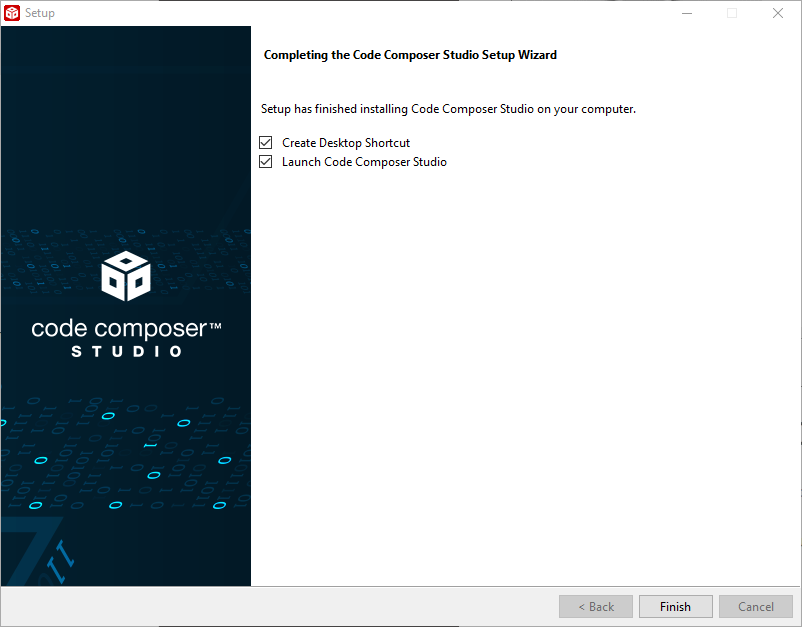 Setup
Completing the Code Composer Studio Setup Wizard
Setup has finished installing Code Composer Studio on your computer.
Create Desktop Shortcut
Launch Code Composer Studio
code composer™
STUDIO
< Back
Finish
Cancel